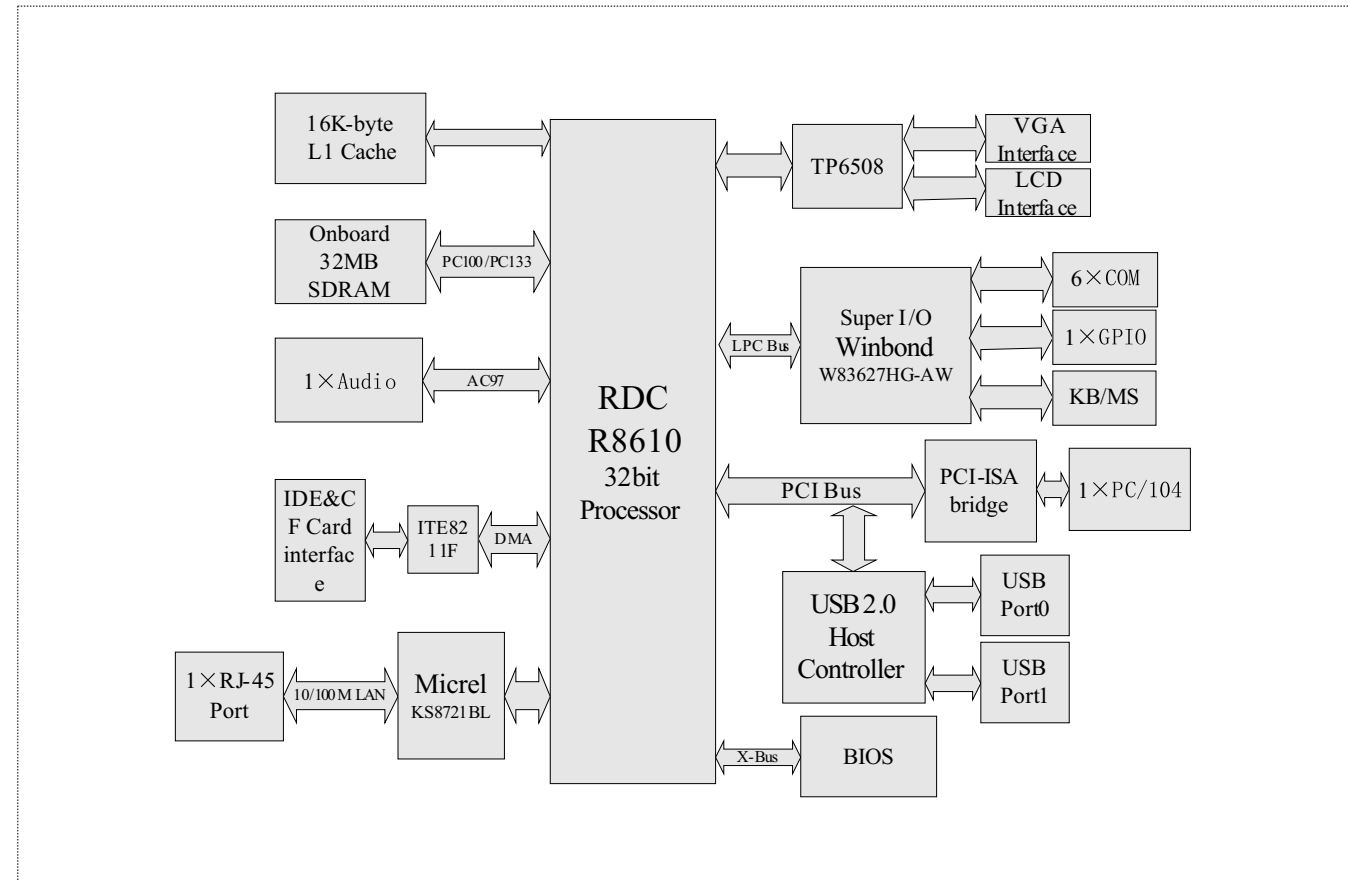 16K-byte
L1 Cache
Onboard
32MB
SDRAM
PC100/PC133
1×Audio
AC97
IDE&C
F Card
interfac
e
ITE82
11F
DMA
1×RJ-45
Port
10/100M LAN
Micrel
KS8721BL
RDC
R8610
32bit
Processor
TP6508
VGA
Interface
LCD
Interface
LPC Bus
Super I/O
Winbond
W83627HG-AW
6×COM
1×GPIO
KB/MS
PCI Bus
PCI-ISA
bridge
1×PC/104
USB 2.0
Host
Controller
USB
Port0
USB
Port1
X-Bus
BIOS